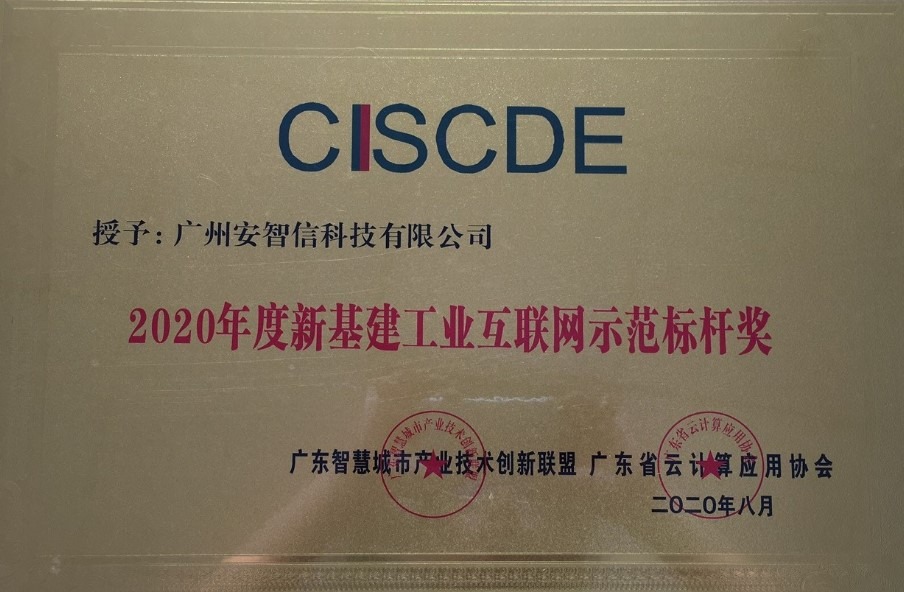 CIISCDE
授予：广州安智信科技有限公司
2020年度新基建工业互联网示范标杆奖
广东智慧城市产业技术创新联盟 广东省云计算应用协会
二〇二〇年八月